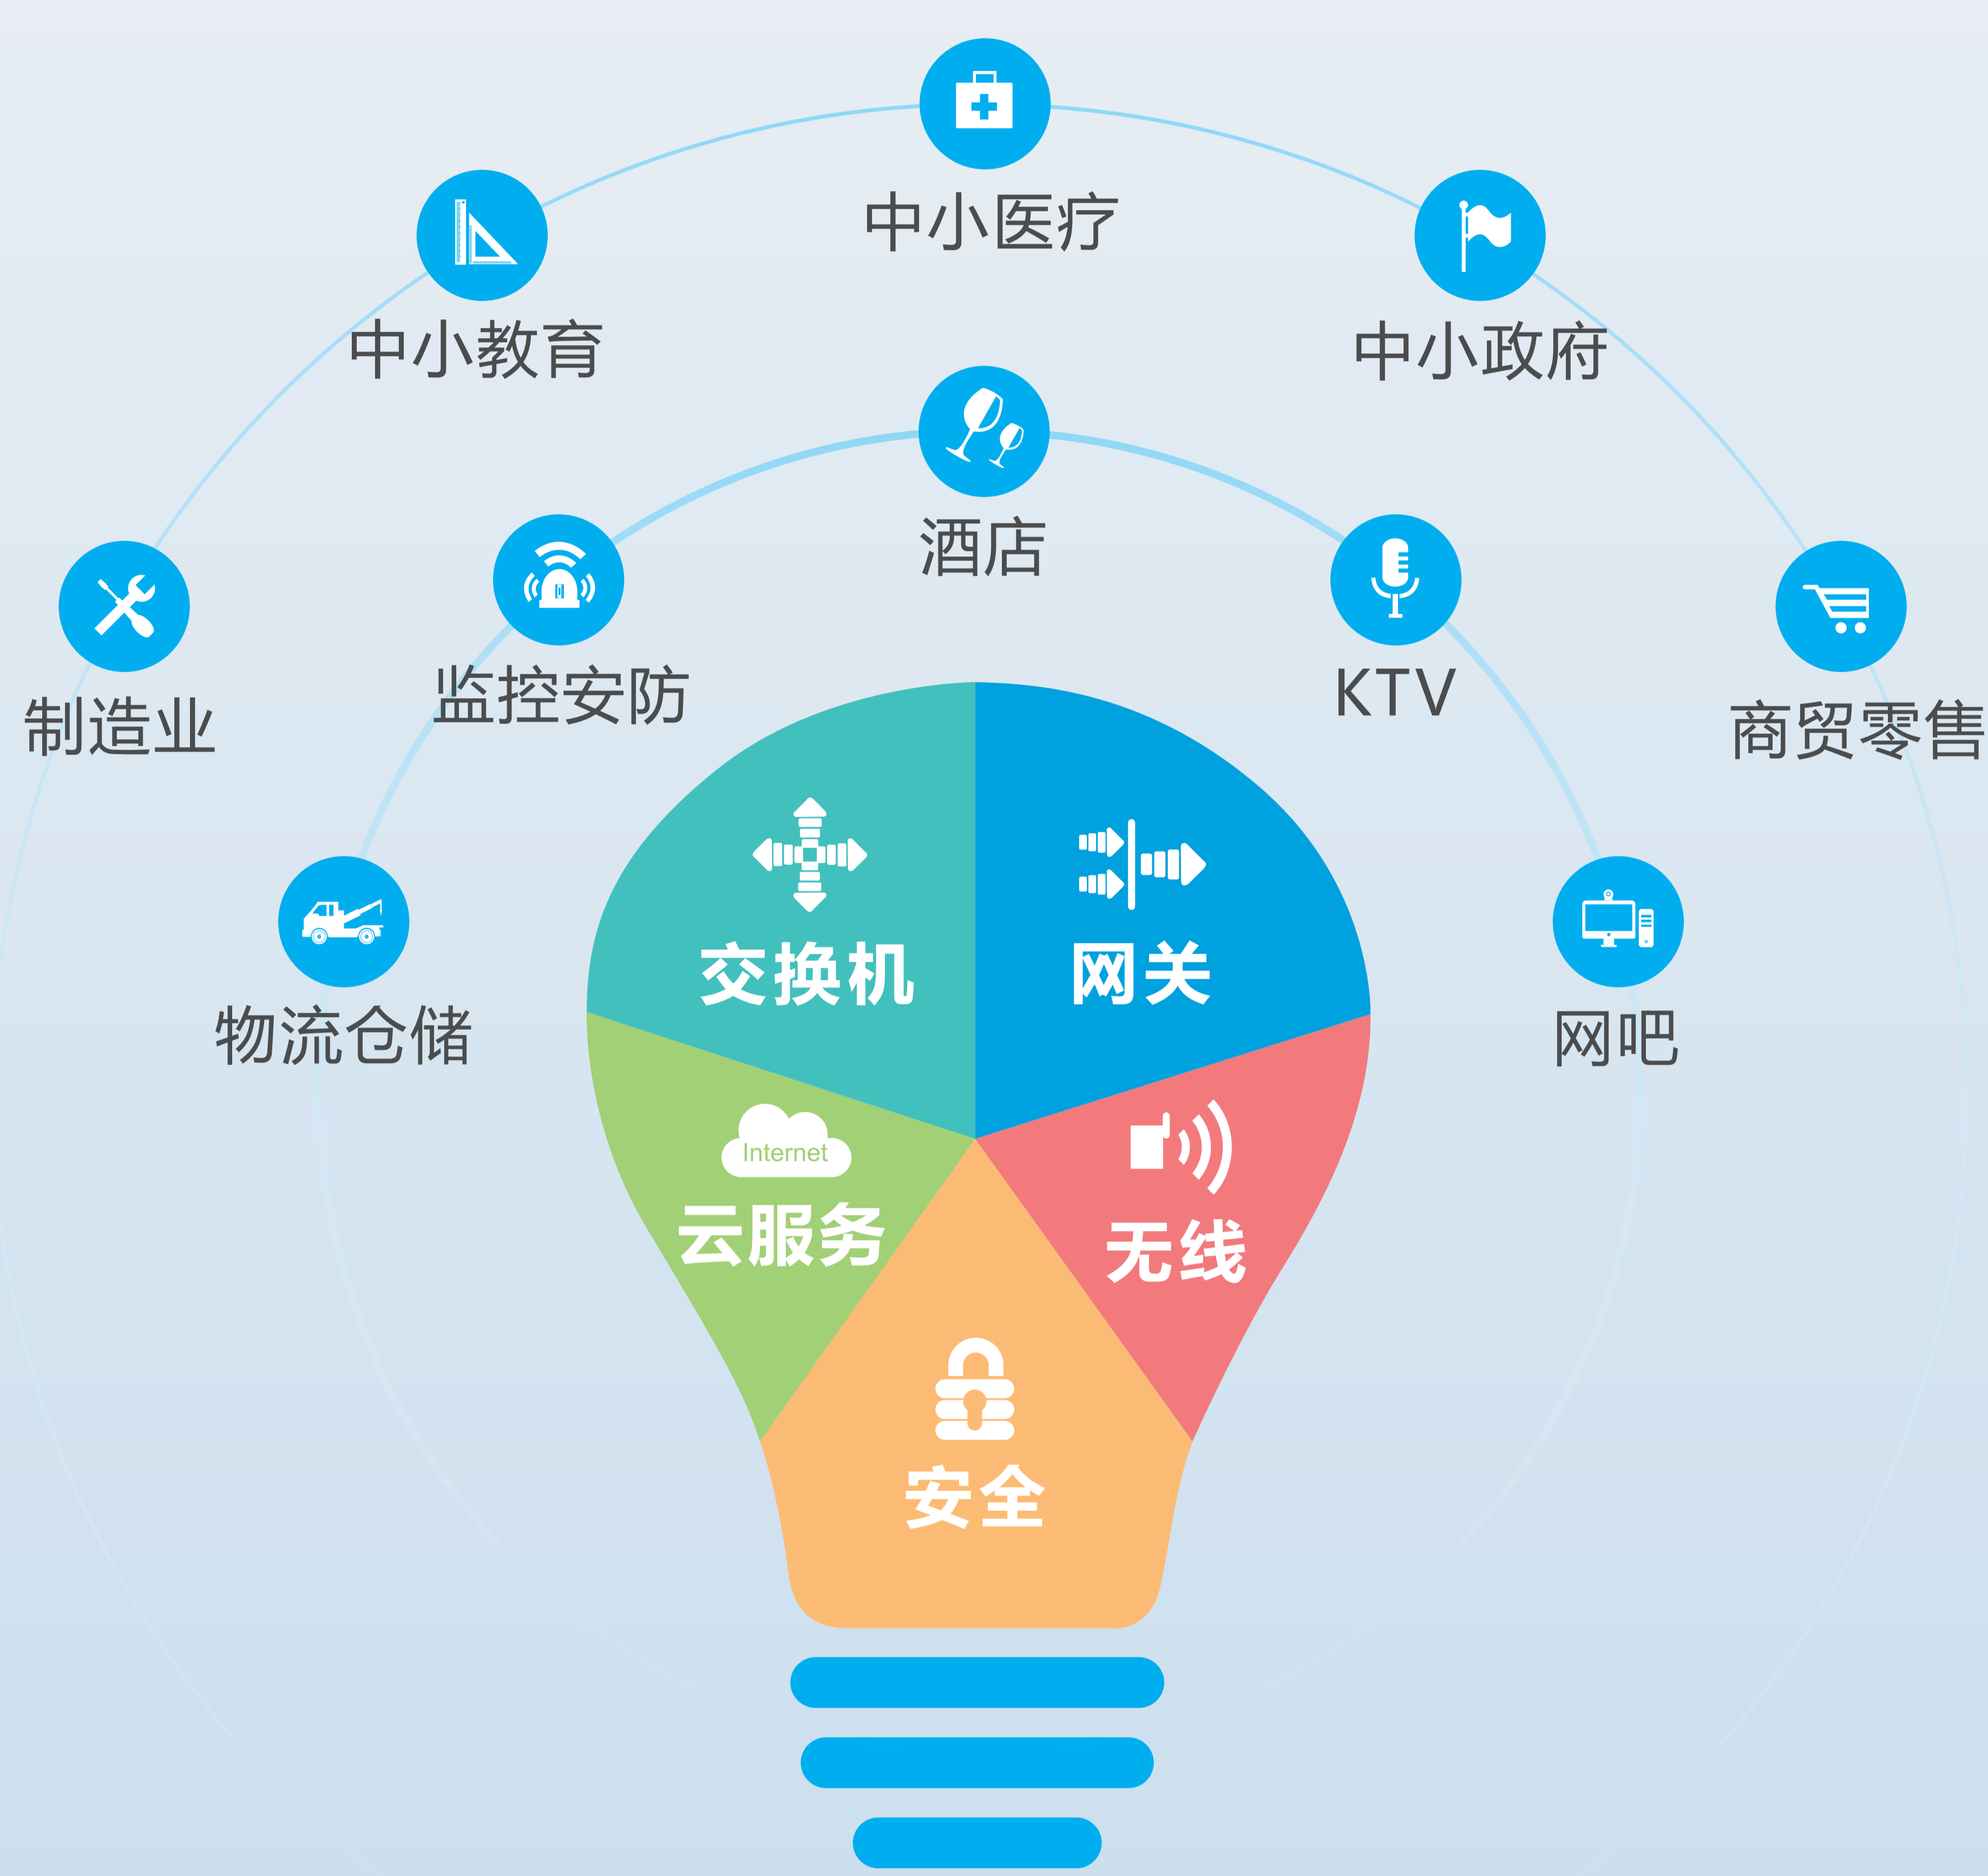 中小医疗
中小教育
中小政府
酒店
制造业
监控安防
KTV
商贸零售
物流仓储
网吧
交换机
网关
Internet
云服务
无线
安全